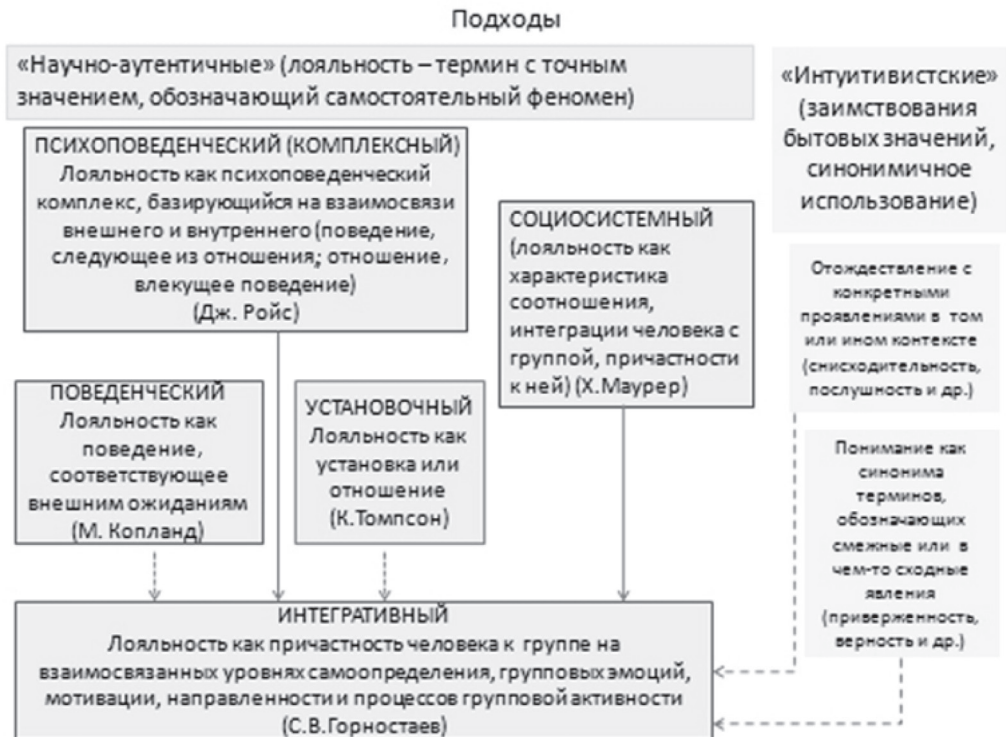 Подходы
«Научно-аутентичные» (лояльность – термин с точным
значением, обозначающий самостоятельный феномен)
«Интуитивистские»
(заимствования
бытовых значений,
синонимичное
использование)
ПСИХОПОВЕДЕНЧЕСКИЙ (КОМПЛЕКСНЫЙ)
Лояльность как психоповеденческий
комплекс, базирующийся на взаимосвязи
внешнего и внутреннего (поведение,
следующее из отношения; отношение,
влекущее поведение)
(Дж. Ройс)
СОЦИОСИСТЕМНЫЙ
(лояльность как
характеристика
соотношения,
интеграции человека с
группой, причастности
к ней) (Х.Маурер)
Отождествление с
конкретными
проявлениями в том
или ином контексте
(снисходительность,
послушность и др.)
ПОВЕДЕНЧЕСКИЙ
Лояльность как
поведение,
соответствующее
внешним ожиданиям
(М. Копланд)
УСТАНОВОЧНЫЙ
Лояльность как
установка или
отношение
(К.Томпсон)
Понимание как
синонима
терминов,
обозначающих
смежные или в
чем-то сходные
явления
(приверженность,
верность и др.)
ИНТЕГРАТИВНЫЙ
Лояльность как причастность человека к группе на
взаимосвязанных уровнях самоопределения, групповых эмоций,
мотивации, направленности и процессов групповой активности
(С.В.Горностаев)